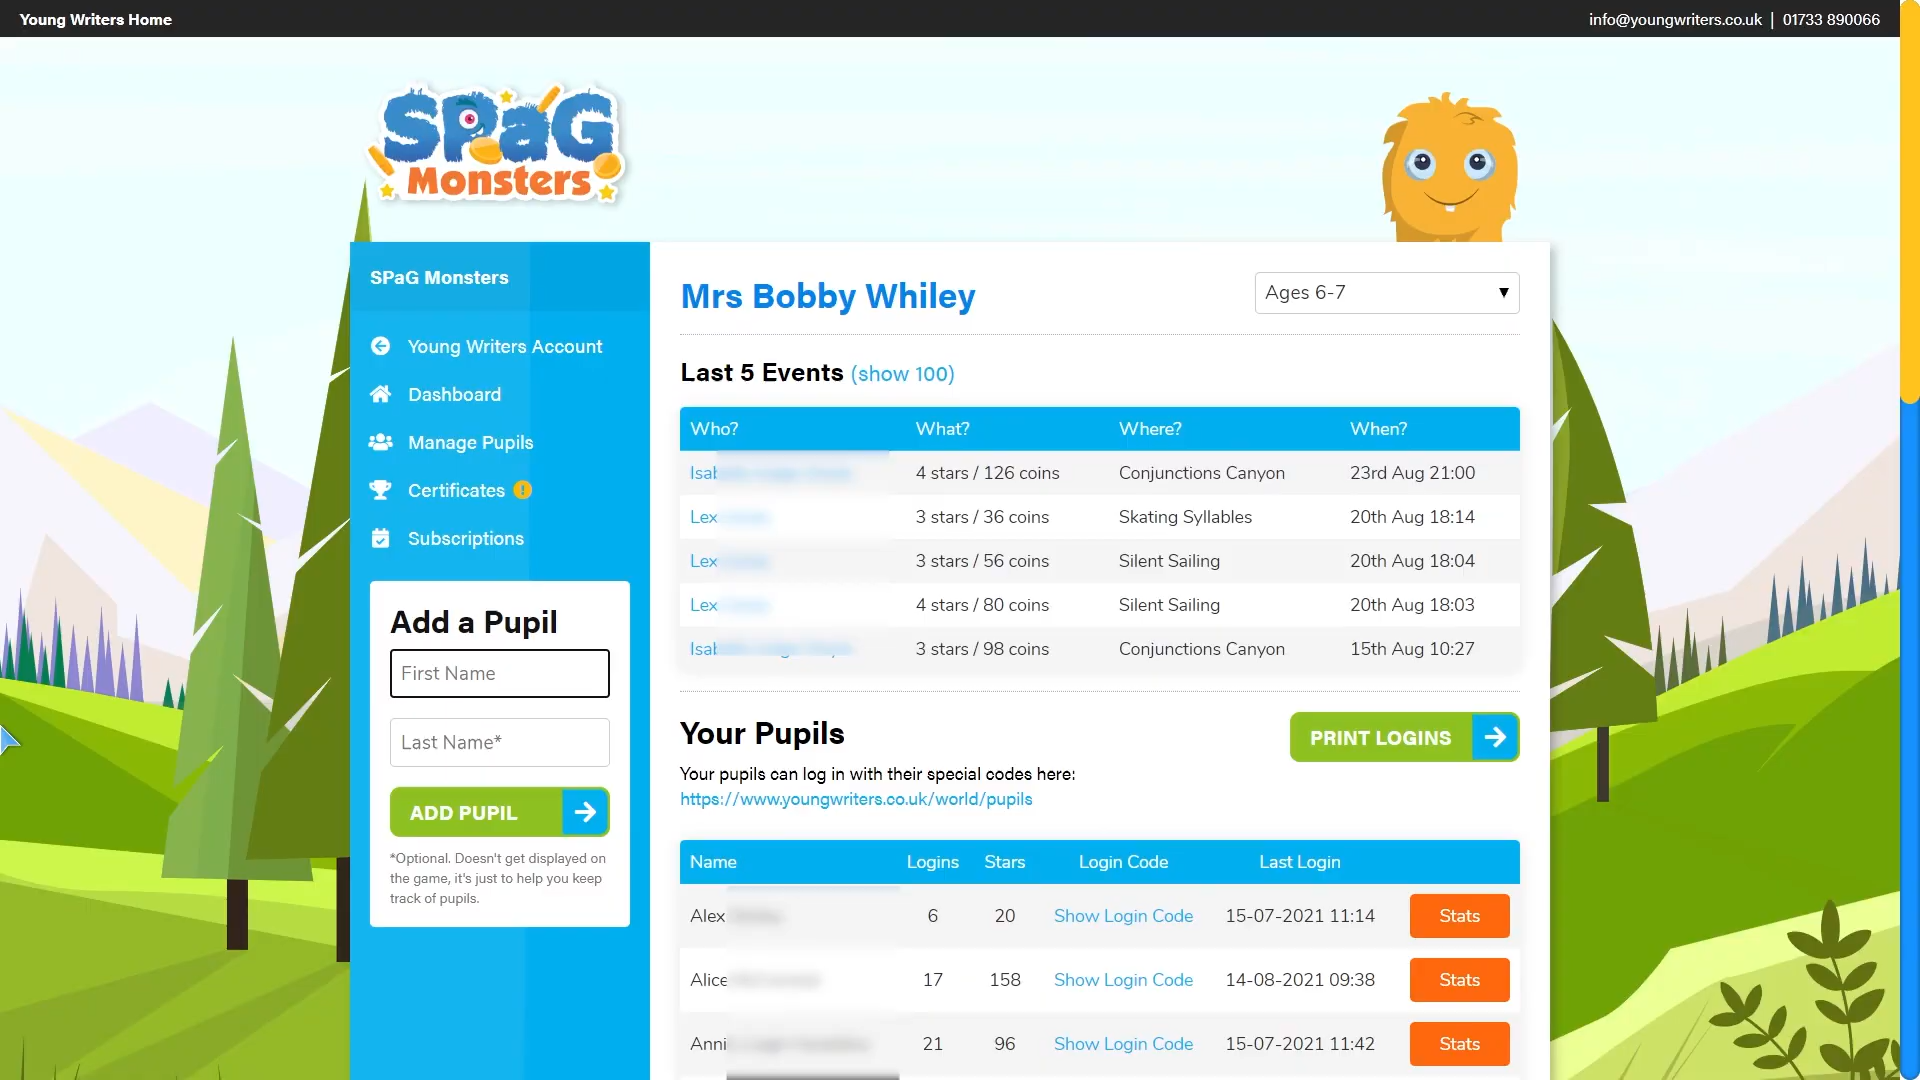 Young Writers Home
info@youngwriters.co.uk | 01733 890066
SPaG
Monsters
SPaG Monsters
Young Writers Account
Dashboard
Manage Pupils
Certificates
Subscriptions
Add a Pupil
First Name
Last Name*
ADD PUPIL
*Optional. Doesn't get displayed on
the game, it's just to help you keep
track of pupils.
Mrs Bobby Whiley
Ages 6-7
Last 5 Events (show 100)
Who? What? Where? When?
4 stars / 126 coins Conjunctions Canyon 23rd Aug 21:00
Lex 3 stars / 36 coins Skating Syllables 20th Aug 18:14
Lex 3 stars / 56 coins Silent Sailing 20th Aug 18:04
Lex 4 stars / 80 coins Silent Sailing 20th Aug 18:03
3 stars / 98 coins Conjunctions Canyon 15th Aug 10:27
Your Pupils
PRINT LOGINS
Your pupils can log in with their special codes here:
https://www.youngwriters.co.uk/world/pupils
Name Logins Stars Login Code Last Login
Alex 6 20 Show Login Code 15-07-2021 11:14 Stats
Alice 17 158 Show Login Code 14-08-2021 09:38 Stats
21 96 Show Login Code 15-07-2021 11:42 Stats